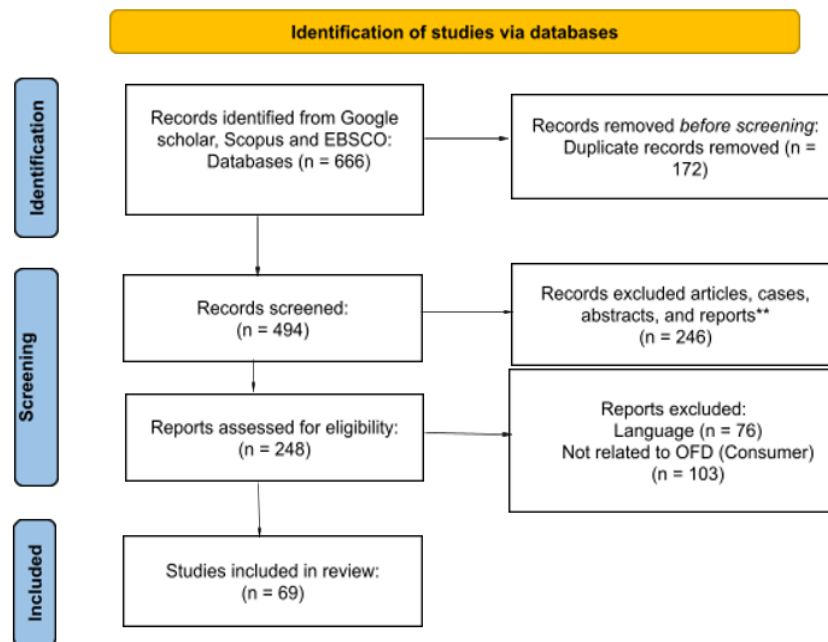 Identification of studies via databases
Identification
Records identified from Google
scholar, Scopus and EBSCO:
Databases (n = 666)
Records removed before screening:
Duplicate records removed (n =
172)
Screening
Records screened:
(n = 494)
Records excluded articles, cases,
abstracts, and reports**
(n = 246)
Reports assessed for eligibility:
(n = 248)
Reports excluded:
Language (n = 76)
Not related to OFD (Consumer)
(n = 103)
Included
Studies included in review:
(n = 69)